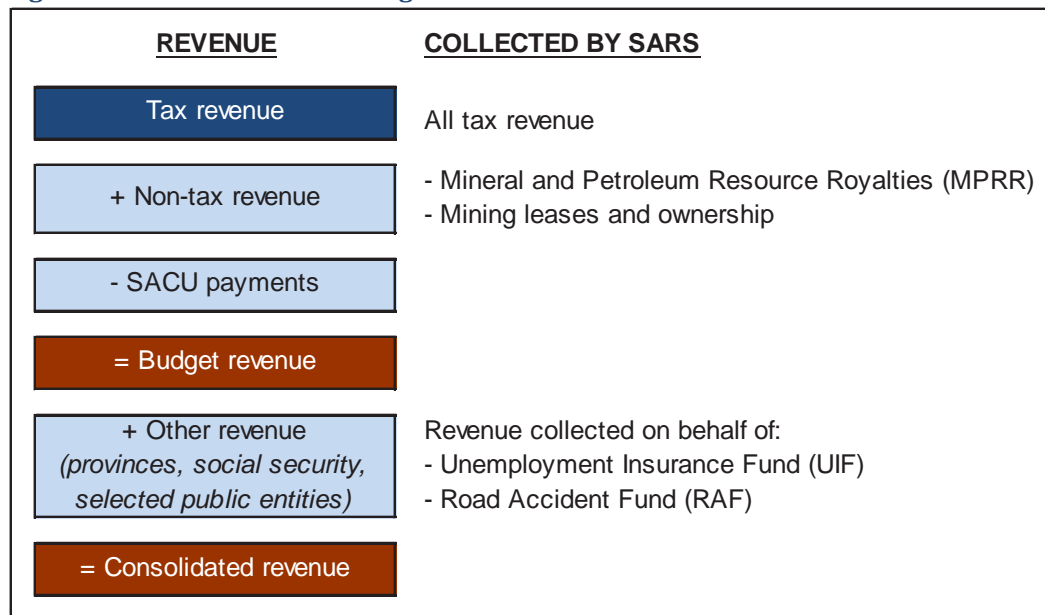 REVENUE
COLLECTED BY SARS
Tax revenue
All tax revenue
+ Non-tax revenue
- Mineral and Petroleum Resource Royalties (MPRR)
- Mining leases and ownership
- SACU payments
= Budget revenue
+ Other revenue
(provinces, social security,
selected public entities)
Revenue collected on behalf of:
- Unemployment Insurance Fund (UIF)
- Road Accident Fund (RAF)
= Consolidated revenue